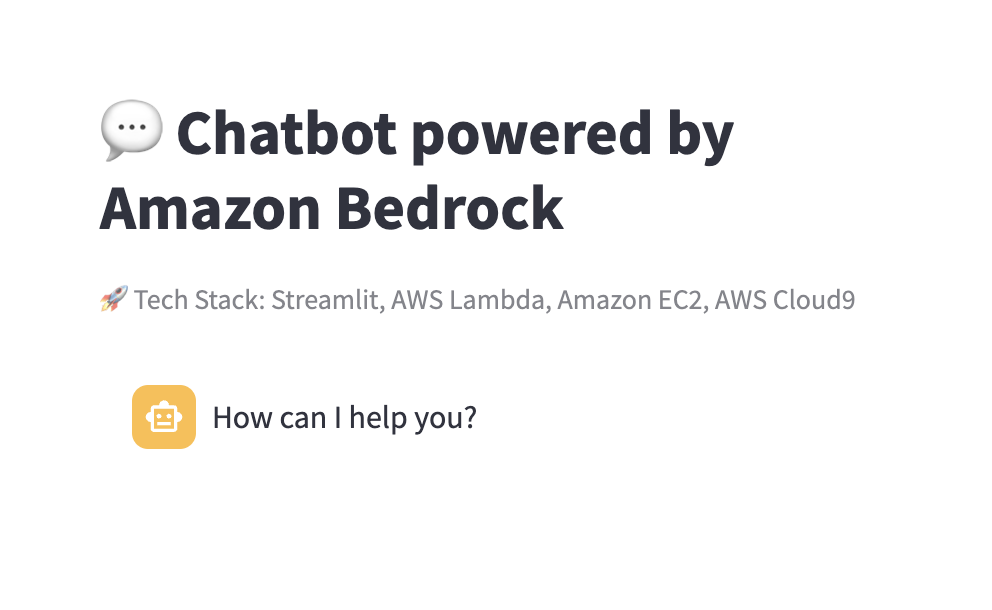 💬 Chatbot powered by
Amazon Bedrock
🚀 Tech Stack: Streamlit, AWS Lambda, Amazon EC2, AWS Cloud9
How can I help you?